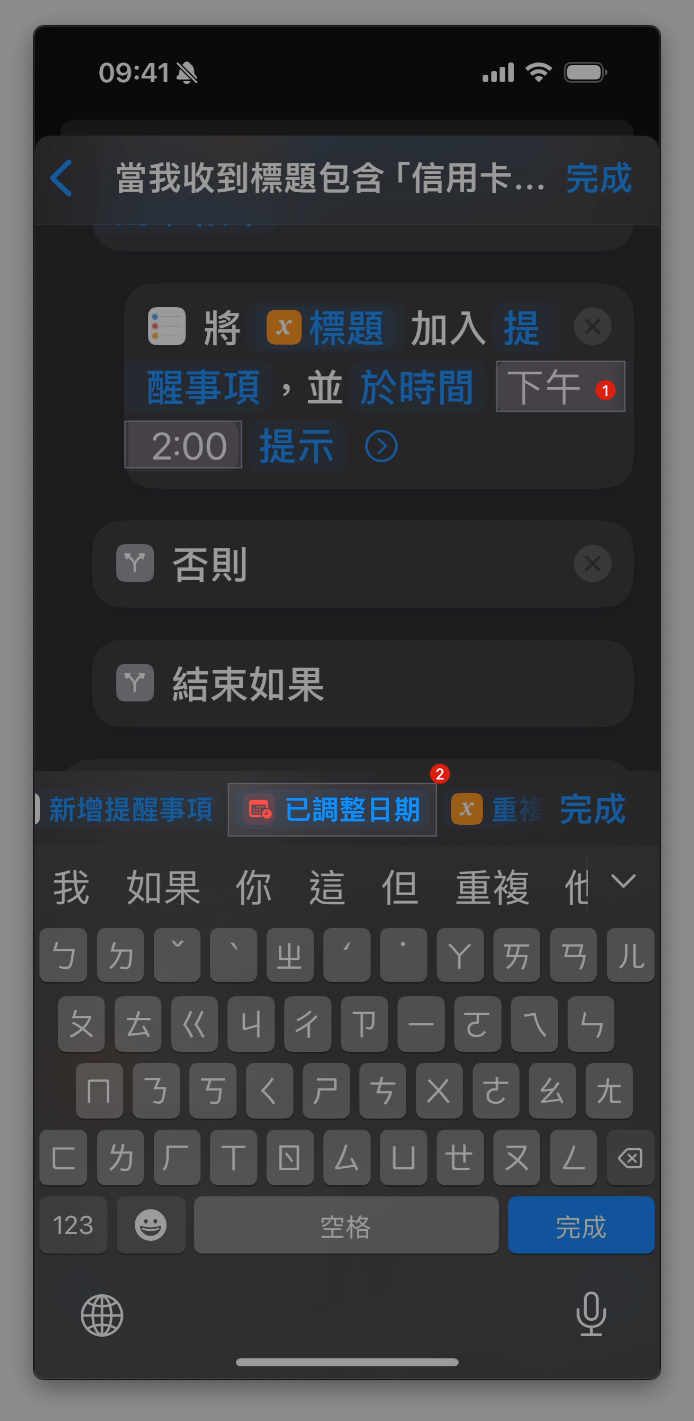 09:41
當我收到標題包含「信用卡... 完成
將 x 標題 加入 提
醒事項，並 於時間 下午 1
2:00 提示
否則
結束如果
2
新增提醒事項 已調整日期 x 重複 完成
我 如果 你 這 但 重複
ㄅ ㄉ ˇ ˋ ㄓ ˊ ˙ ㄚ ㄞ ㄢ ㄦ
ㄆ ㄊ ㄍ ㄐ ㄔ ㄗ ㄧ ㄛ ㄟ ㄣ
ㄇ ㄋ ㄎ ㄑ ㄕ ㄘ ㄨ ㄜ ㄠ ㄤ
ㄈ ㄌ ㄏ ㄒ ㄖ ㄙ ㄩ ㄝ ㄡ ㄥ
123 空格 完成